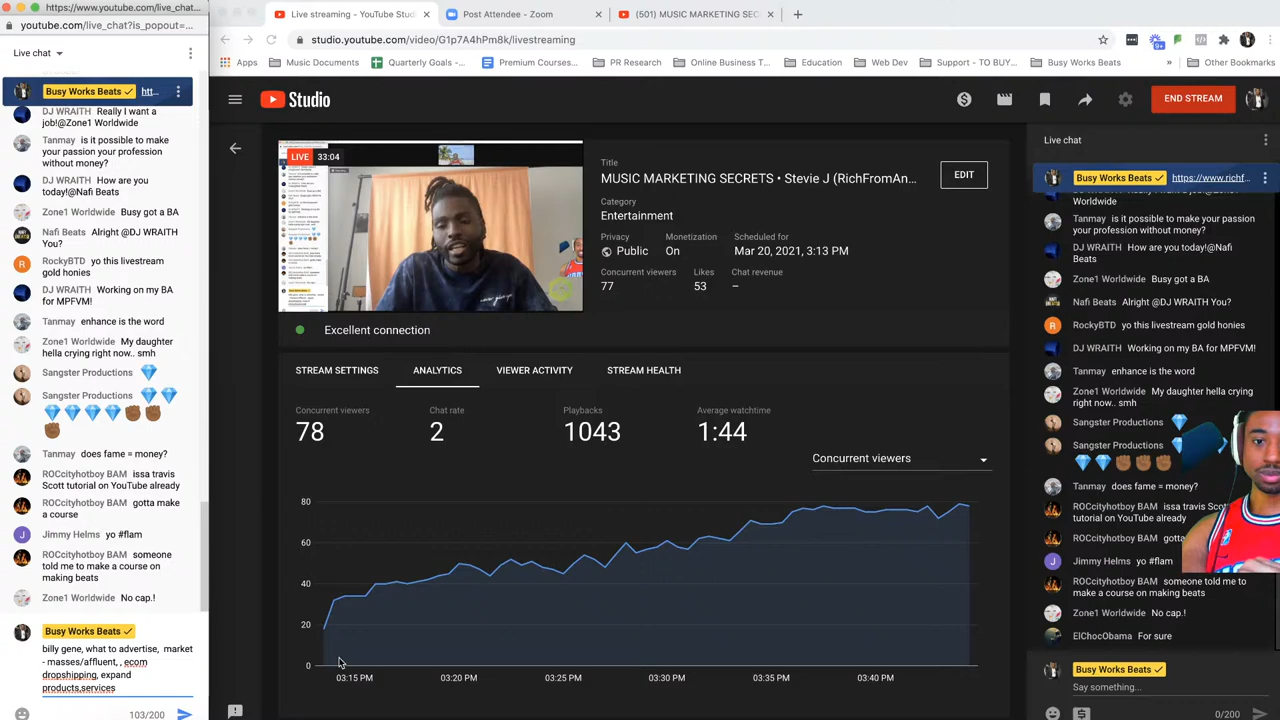 youtube.com/live_chat...
youtube.com/live_chat?is_popout=...
Live chat
Busy Works Beats ✓ htt...
DJ WRAITH Really I want a
job!@Zone1 Worldwide
Tanmay is it possible to make
your passion your profession
without money?
DJ WRAITH How are you
today!@Nafi Beats
Zone1 Worldwide Busy got a BA
Nafi Beats Alright @DJ WRAITH
You?
RockyBTD yo this livestream
gold honies
DJ WRAITH Working on my BA
for MPFVM!
Tanmay enhance is the word
Zone1 Worldwide My daughter
hella crying right now.. smh
Sangster Productions 💎
Sangster Productions 💎💎
💎💎💎💎✊🏾✊🏾
✊🏾
Tanmay does fame = money?
ROCcityhotboy BAM issa travis
Scott tutorial on YouTube already
ROCcityhotboy BAM gotta make
a course
Jimmy Helms yo #flam
ROCcityhotboy BAM someone
told me to make a course on
making beats
Zone1 Worldwide No cap.!
Busy Works Beats ✓
billy gene, what to advertise, market
- masses/affluent, , ecom
dropshipping, expand
products,services
103/200
Live streaming - YouTube Studi
Post Attendee - Zoom
(501) MUSIC MARKETING SEC
studio.youtube.com/video/G1p7A4hPm8k/livestreaming
9+
Apps Music Documents Quarterly Goals -... Premium Courses... PR Research Online Business T... Education Web Dev Support - TO BUY... Busy Works Beats » Other Bookmarks
Studio
END STREAM
LIVE 33:04
Title
MUSIC MARKETING SECRETS • Stevie J (RichFromAn...
EDIT
Category
Entertainment
Privacy
Monetization
Scheduled for
Public
On
Jun 20, 2021 3:13 PM
Concurrent viewers
Likes
Est revenue
77
53
Excellent connection
STREAM SETTINGS ANALYTICS VIEWER ACTIVITY STREAM HEALTH
Concurrent viewers Chat rate Playbacks Average watchtime
78 2 1043 1:44
Concurrent viewers
80
60
40
20
0
03:15 PM 03:20 PM 03:25 PM 03:30 PM 03:35 PM 03:40 PM
Live chat
Busy Works Beats ✓ https://www.richf...
Worldwide
is it possible to make your passion
your profession without money?
DJ WRAITH How are you today!@Nafi
Beats
Zone1 Worldwide Busy got a BA
Nafi Beats Alright @DJ WRAITH You?
RockyBTD yo this livestream gold honies
DJ WRAITH Working on my BA for MPFVM!
Tanmay enhance is the word
Zone1 Worldwide My daughter hella crying
right now.. smh
Sangster Productions 💎
Sangster Productions
💎💎✊🏾✊🏾✊🏾
Tanmay does fame = money?
ROCcityhotboy BAM issa travis Scott
tutorial on YouTube already
ROCcityhotboy BAM gotta
Jimmy Helms yo #flam
ROCcityhotboy BAM someone told me to
make a course on making beats
Zone1 Worldwide No cap.!
ElChocObama For sure
Busy Works Beats ✓
Say something...
0/200